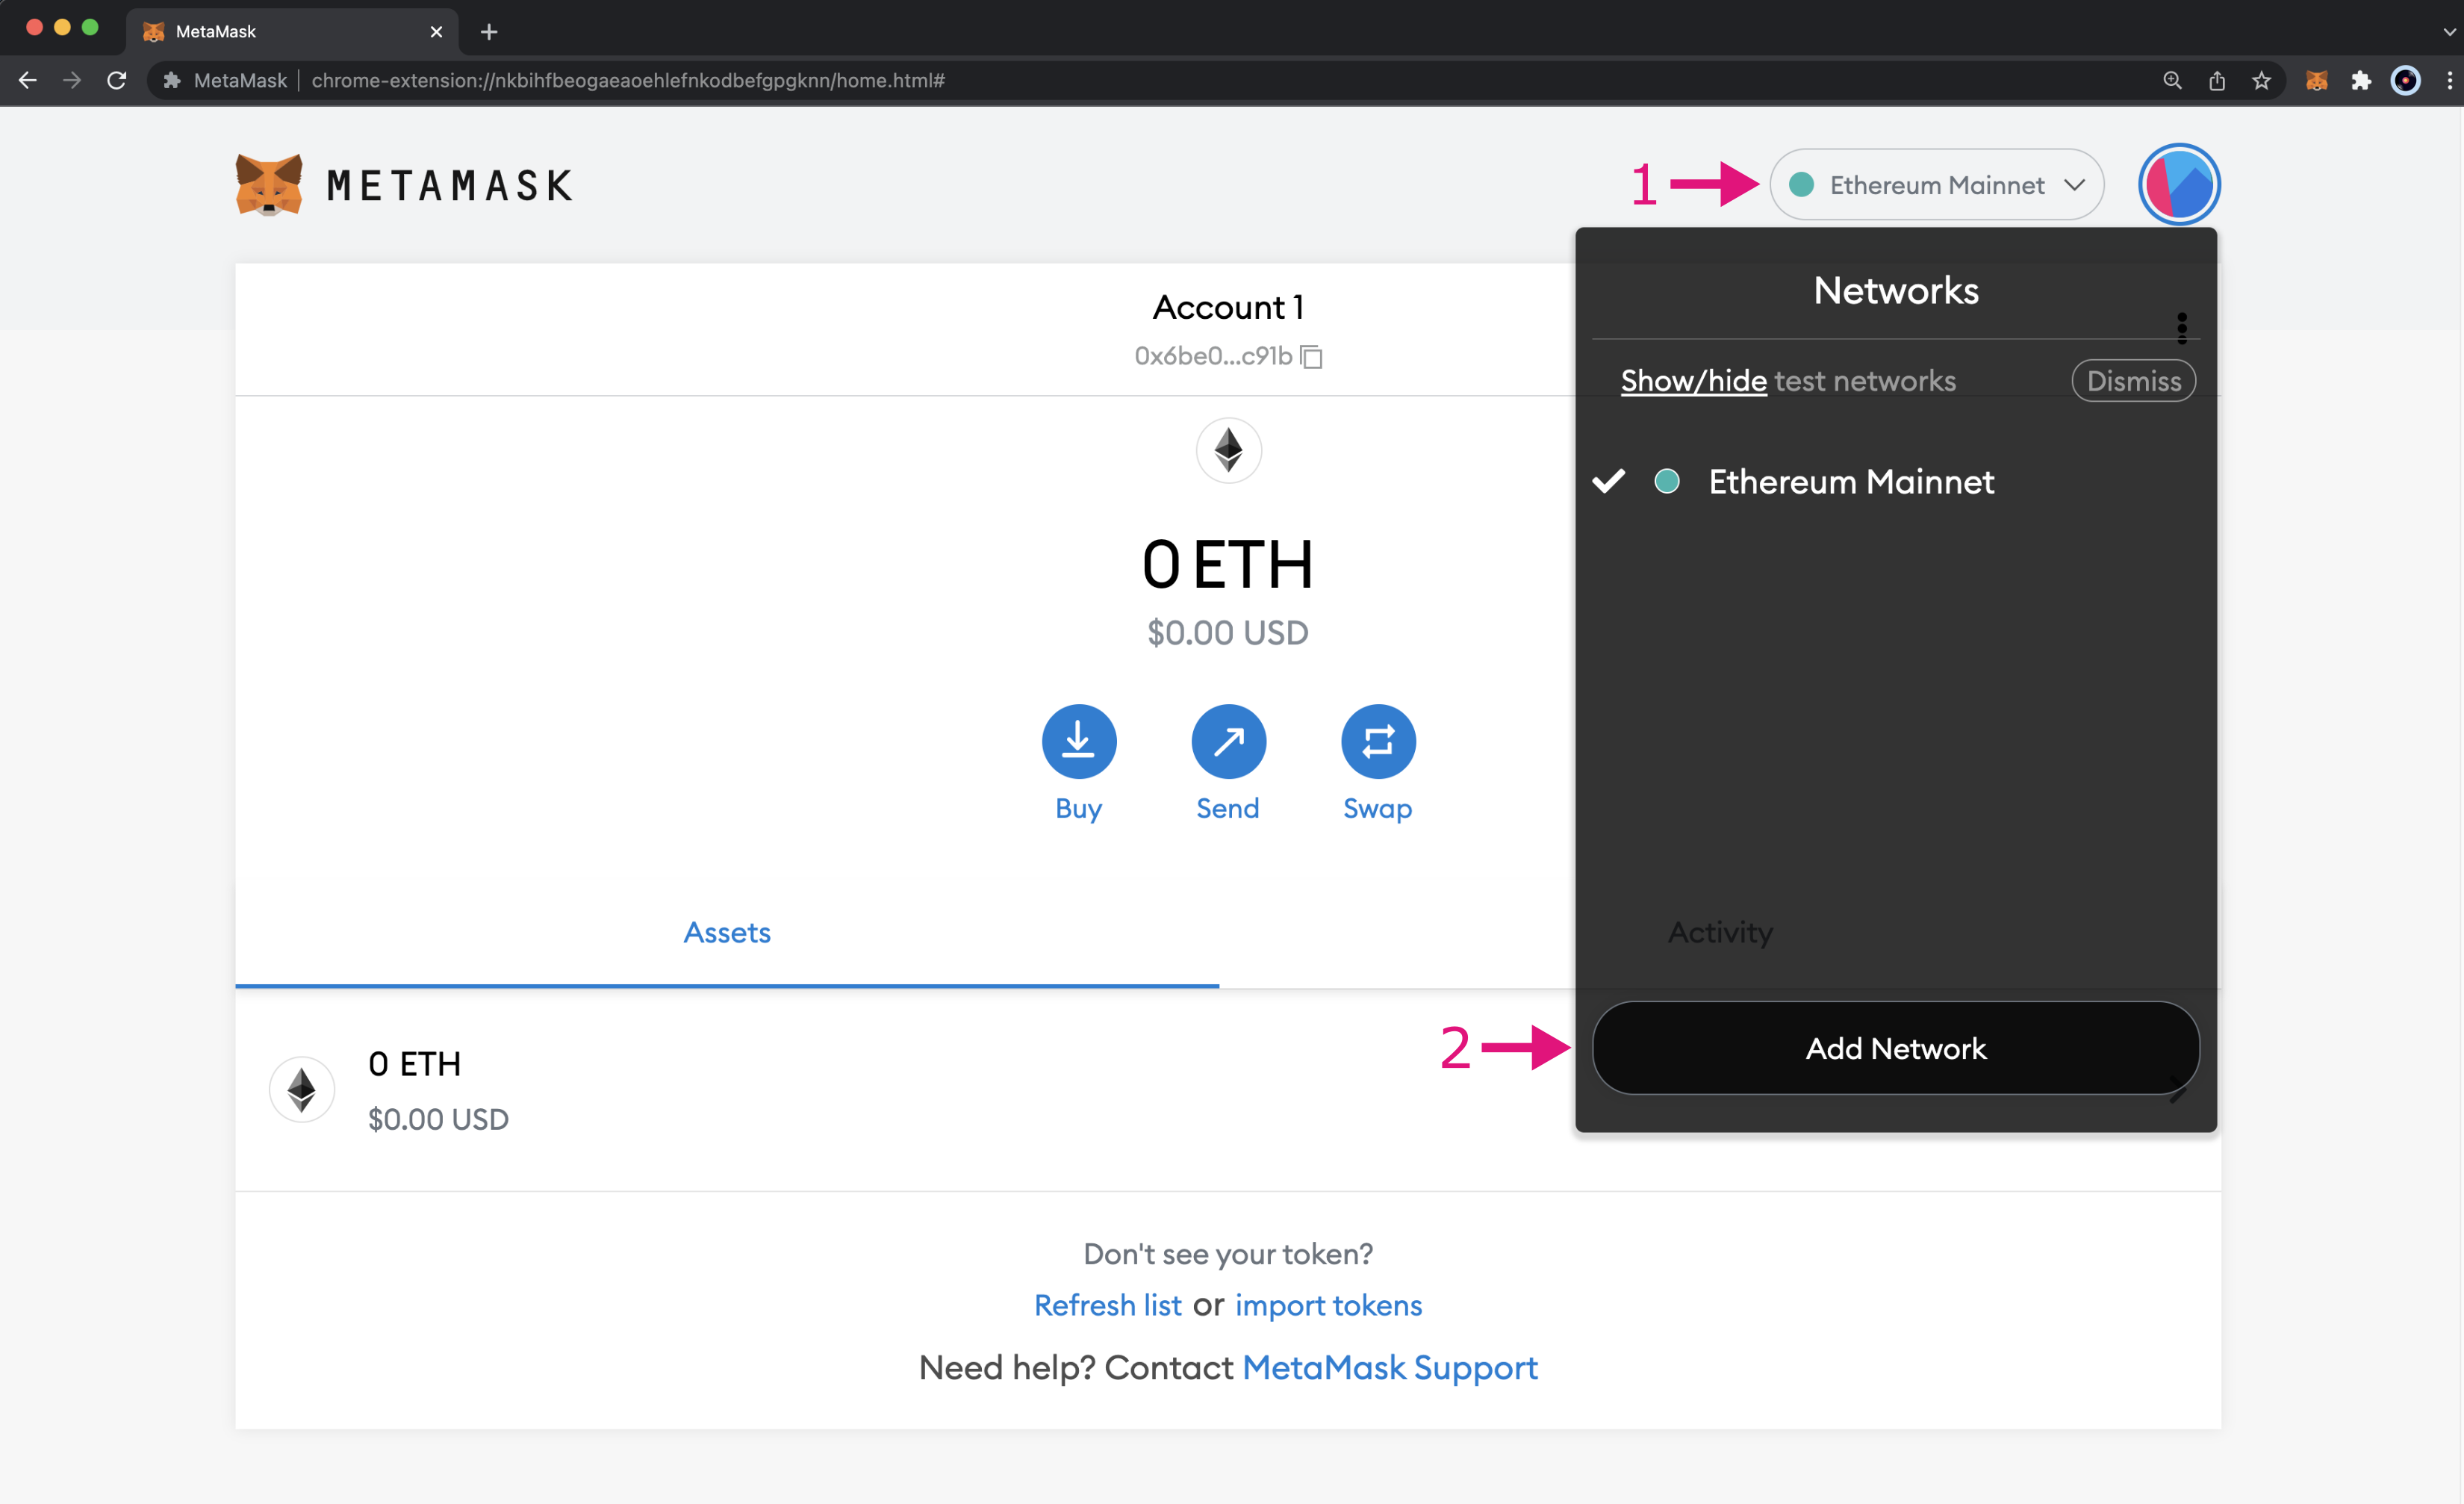 MetaMask
MetaMask chrome-extension://nkbihfbeogaeaoehlefnkodbefgpgknn/home.html#
METAMASK
1
Ethereum Mainnet
Networks
Show/hide test networks
Dismiss
Ethereum Mainnet
Account 1
0x6be0...c91b
0 ETH
$0.00 USD
Buy
Send
Swap
Assets
Activity
2
Add Network
0 ETH
$0.00 USD
Don't see your token?
Refresh list or import tokens
Need help? Contact MetaMask Support